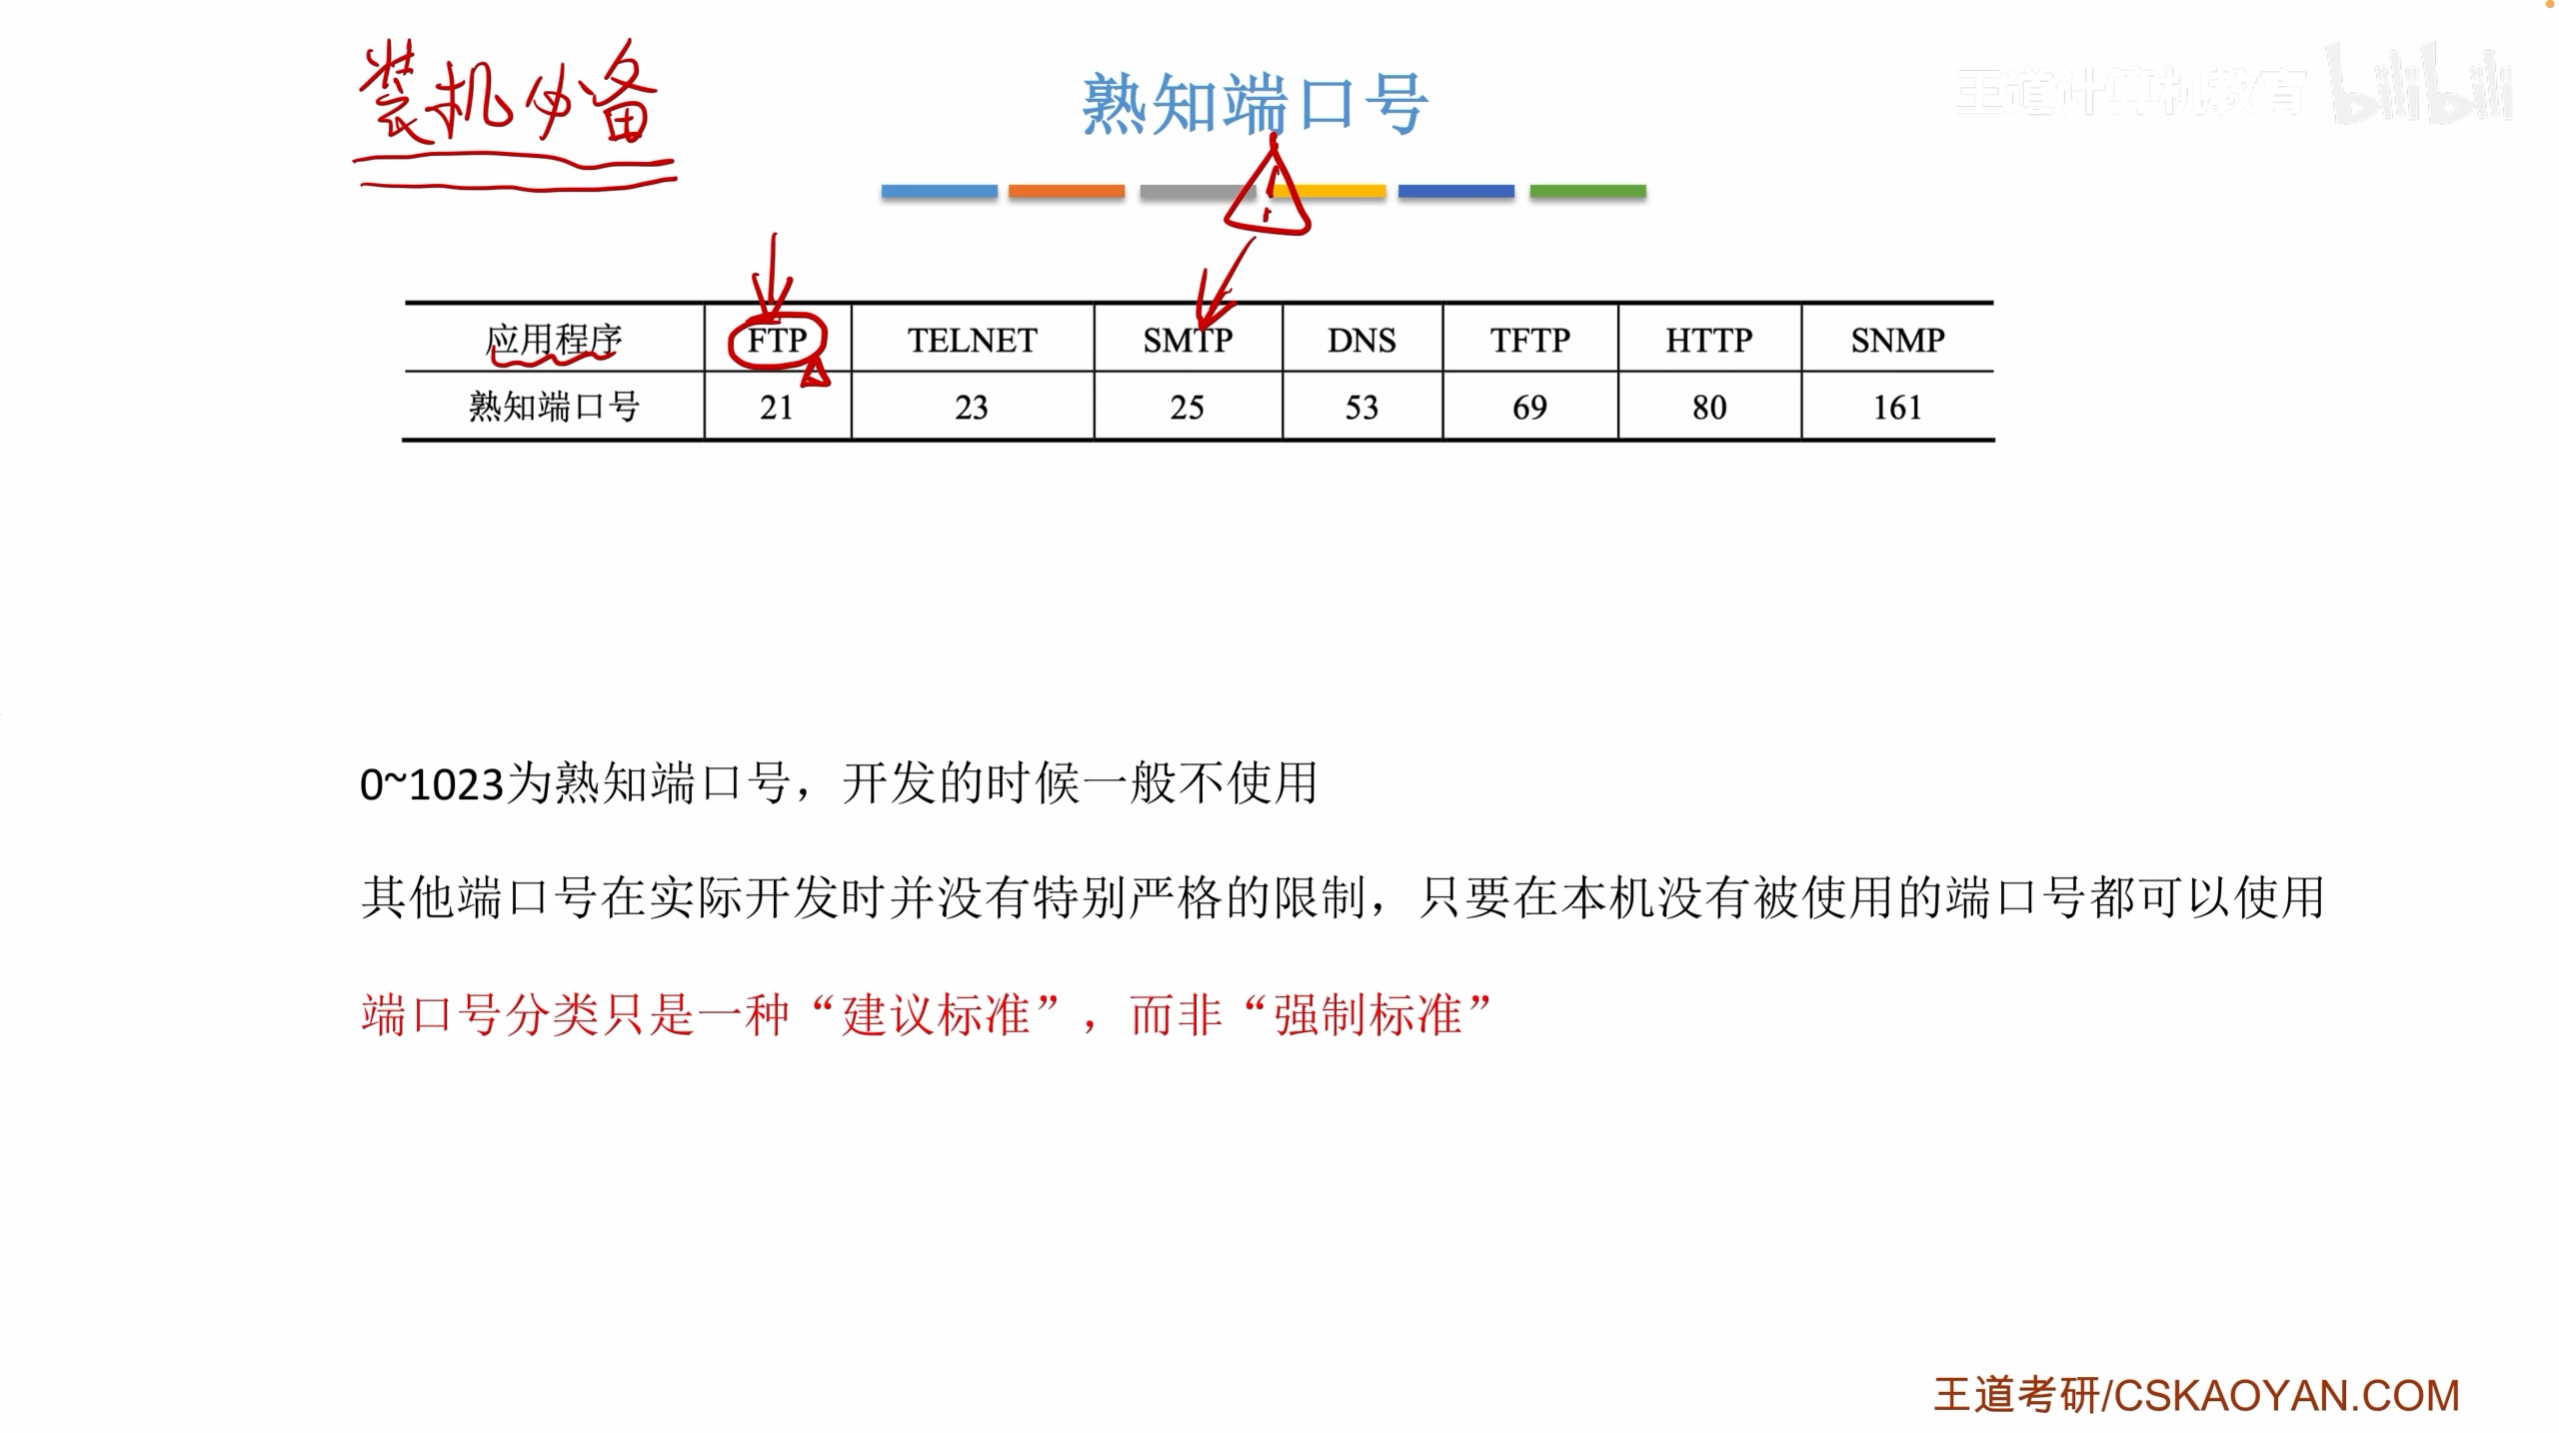 装机必备
熟知端口号
王道计算机教育 bilibili
应用程序 FTP TELNET SMTP DNS TFTP HTTP SNMP
熟知端口号 21 23 25 53 69 80 161
0~1023为熟知端口号，开发的时候一般不使用
其他端口号在实际开发时并没有特别严格的限制，只要在本机没有被使用的端口号都可以使用
端口号分类只是一种“建议标准”，而非“强制标准”
王道考研/CSKAOYAN.COM